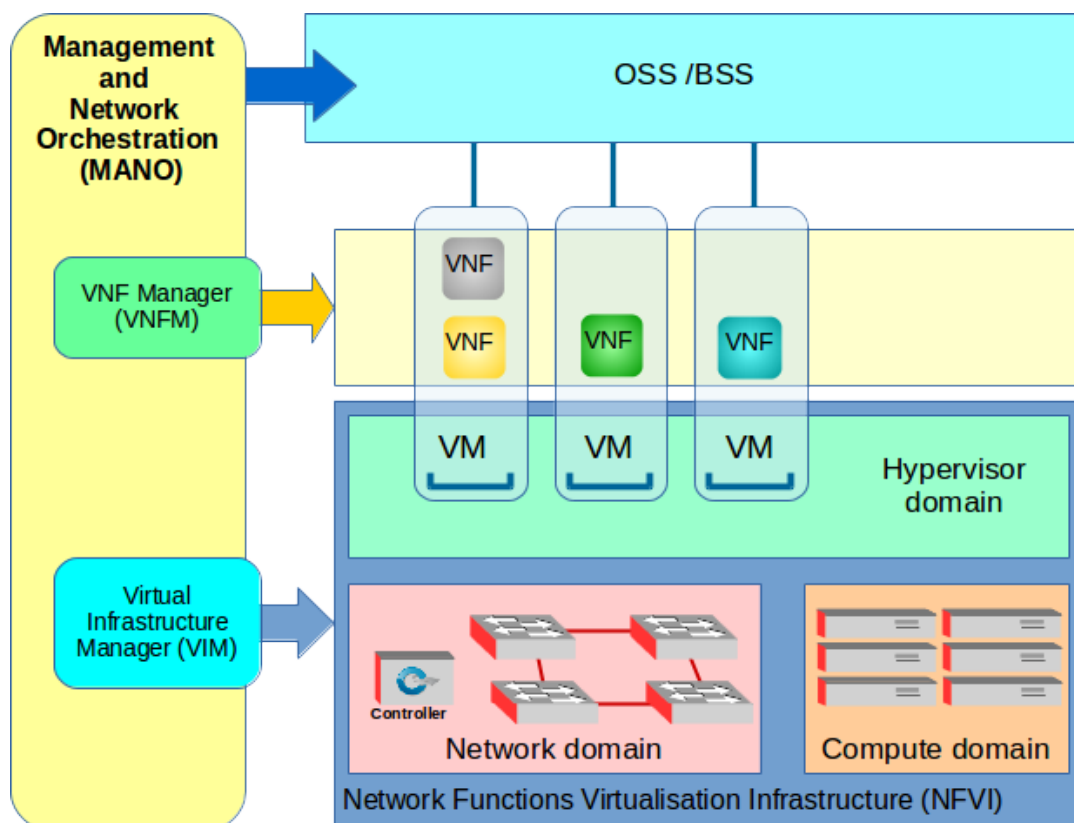 Management
and
Network
Orchestration
(MANO)
OSS /BSS
VNF
VNF Manager
(VNFM)
VNF
VNF
VNF
VM
VM
VM
Hypervisor
domain
Virtual
Infrastructure
Manager (VIM)
Controller
Network domain
Compute domain
Network Functions Virtualisation Infrastructure (NFVI)